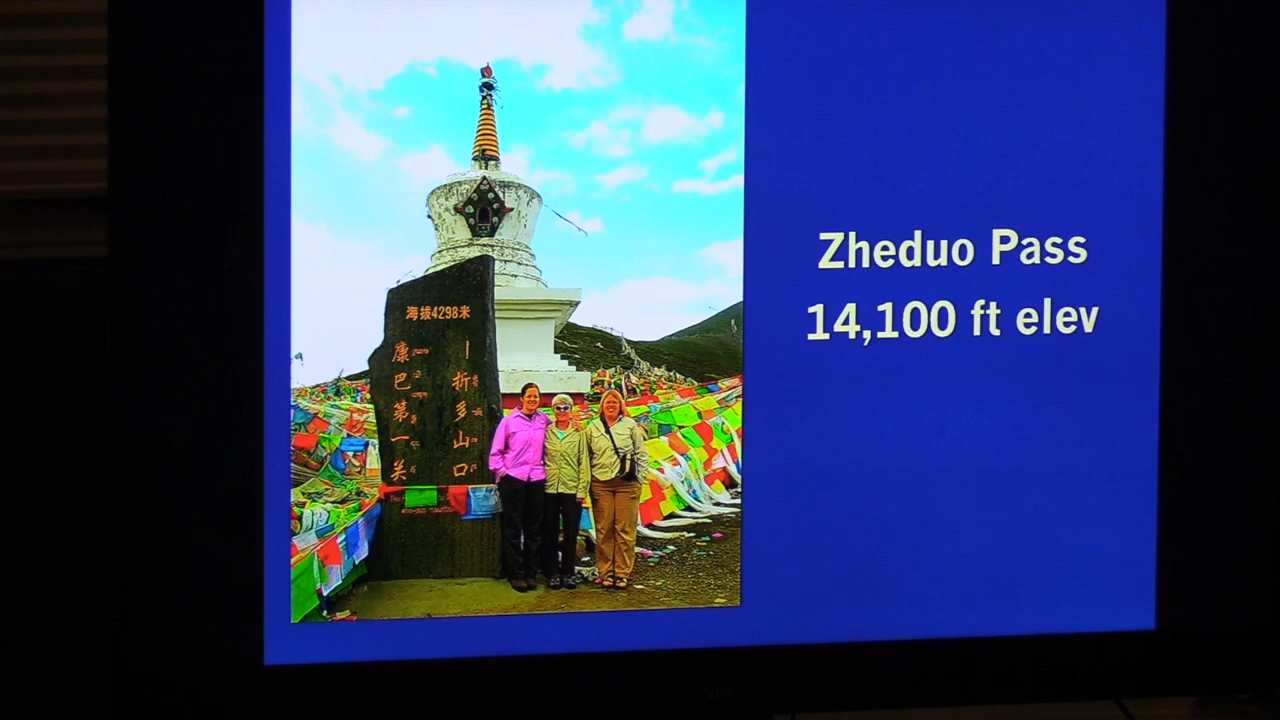 海拔4298米
康巴第一关
—折多山口
Zheduo Pass
14,100 ft elev